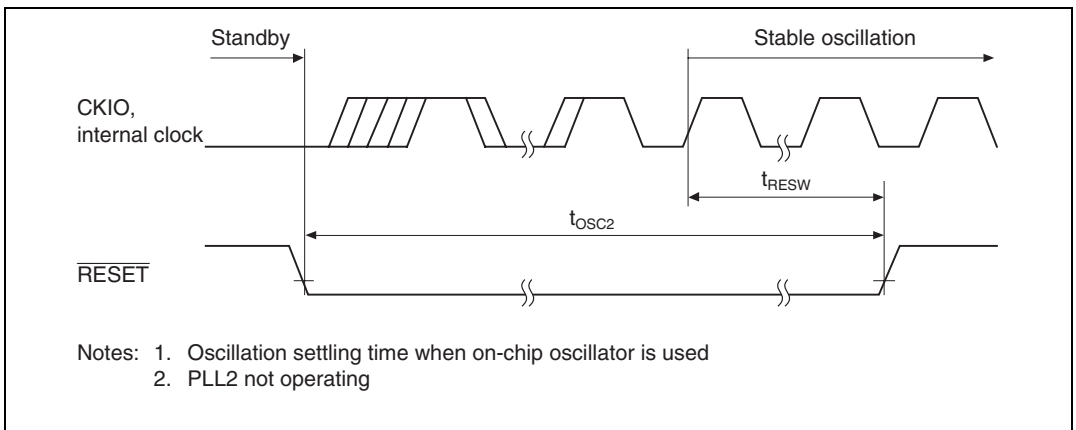 Standby
Stable oscillation
CKIO,
internal clock
tRESW
tOSC2
RESET
Notes: 1. Oscillation settling time when on-chip oscillator is used
2. PLL2 not operating